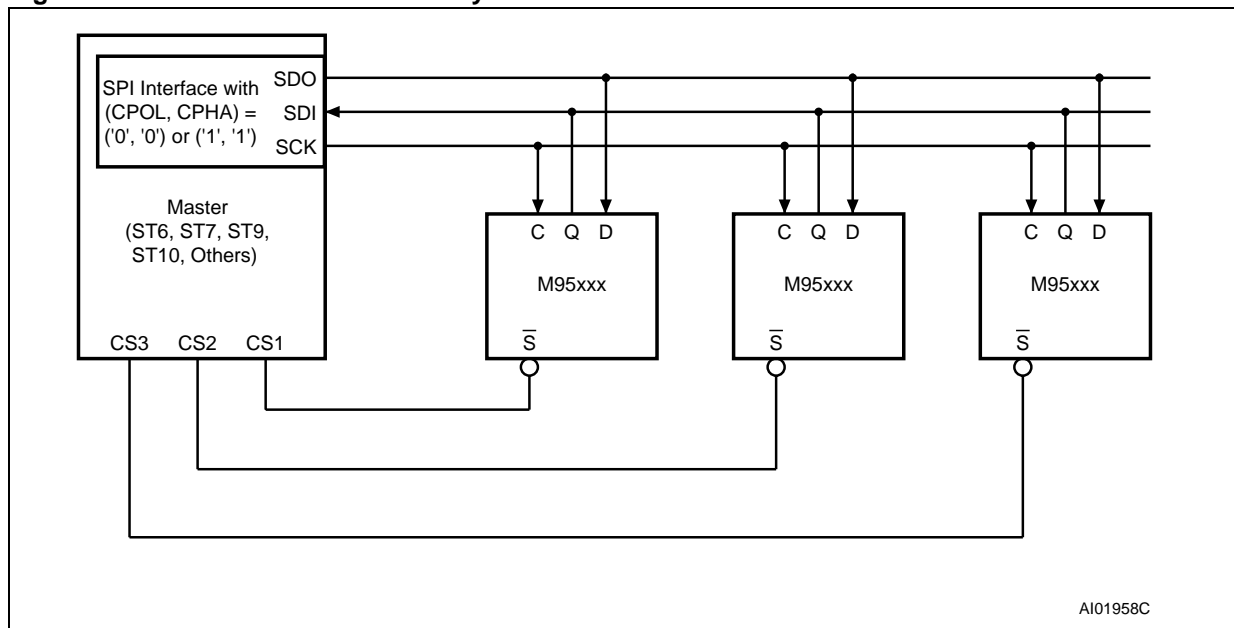 SPI Interface with
(CPOL, CPHA) =
('0', '0') or ('1', '1')
SDO
SDI
SCK
Master
(ST6, ST7, ST9,
ST10, Others)
CS3 CS2 CS1
C Q D
M95xxx
S
C Q D
M95xxx
S
C Q D
M95xxx
S
AI01958C